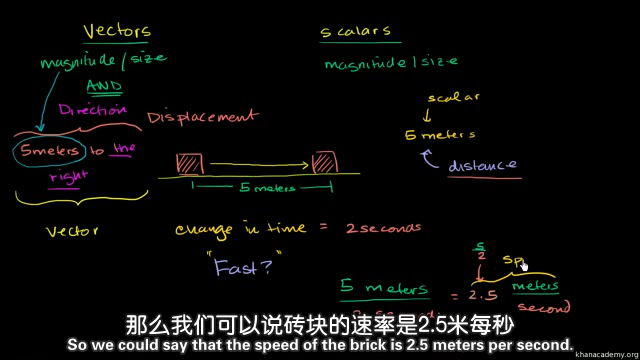 Vectors
magnitude/size
AND
Direction
Displacement
5meters to the
right
vector
scalars
magnitude/size
scalar
5 meters
distance
5 meters
change in time = 2 seconds
"Fast?"
5 meters
= 2.5 meters
second
5
2
sp
那么我们可以说砖块的速率是2.5米每秒
So we could say that the speed of the brick is 2.5 meters per second.
khanacademy.org